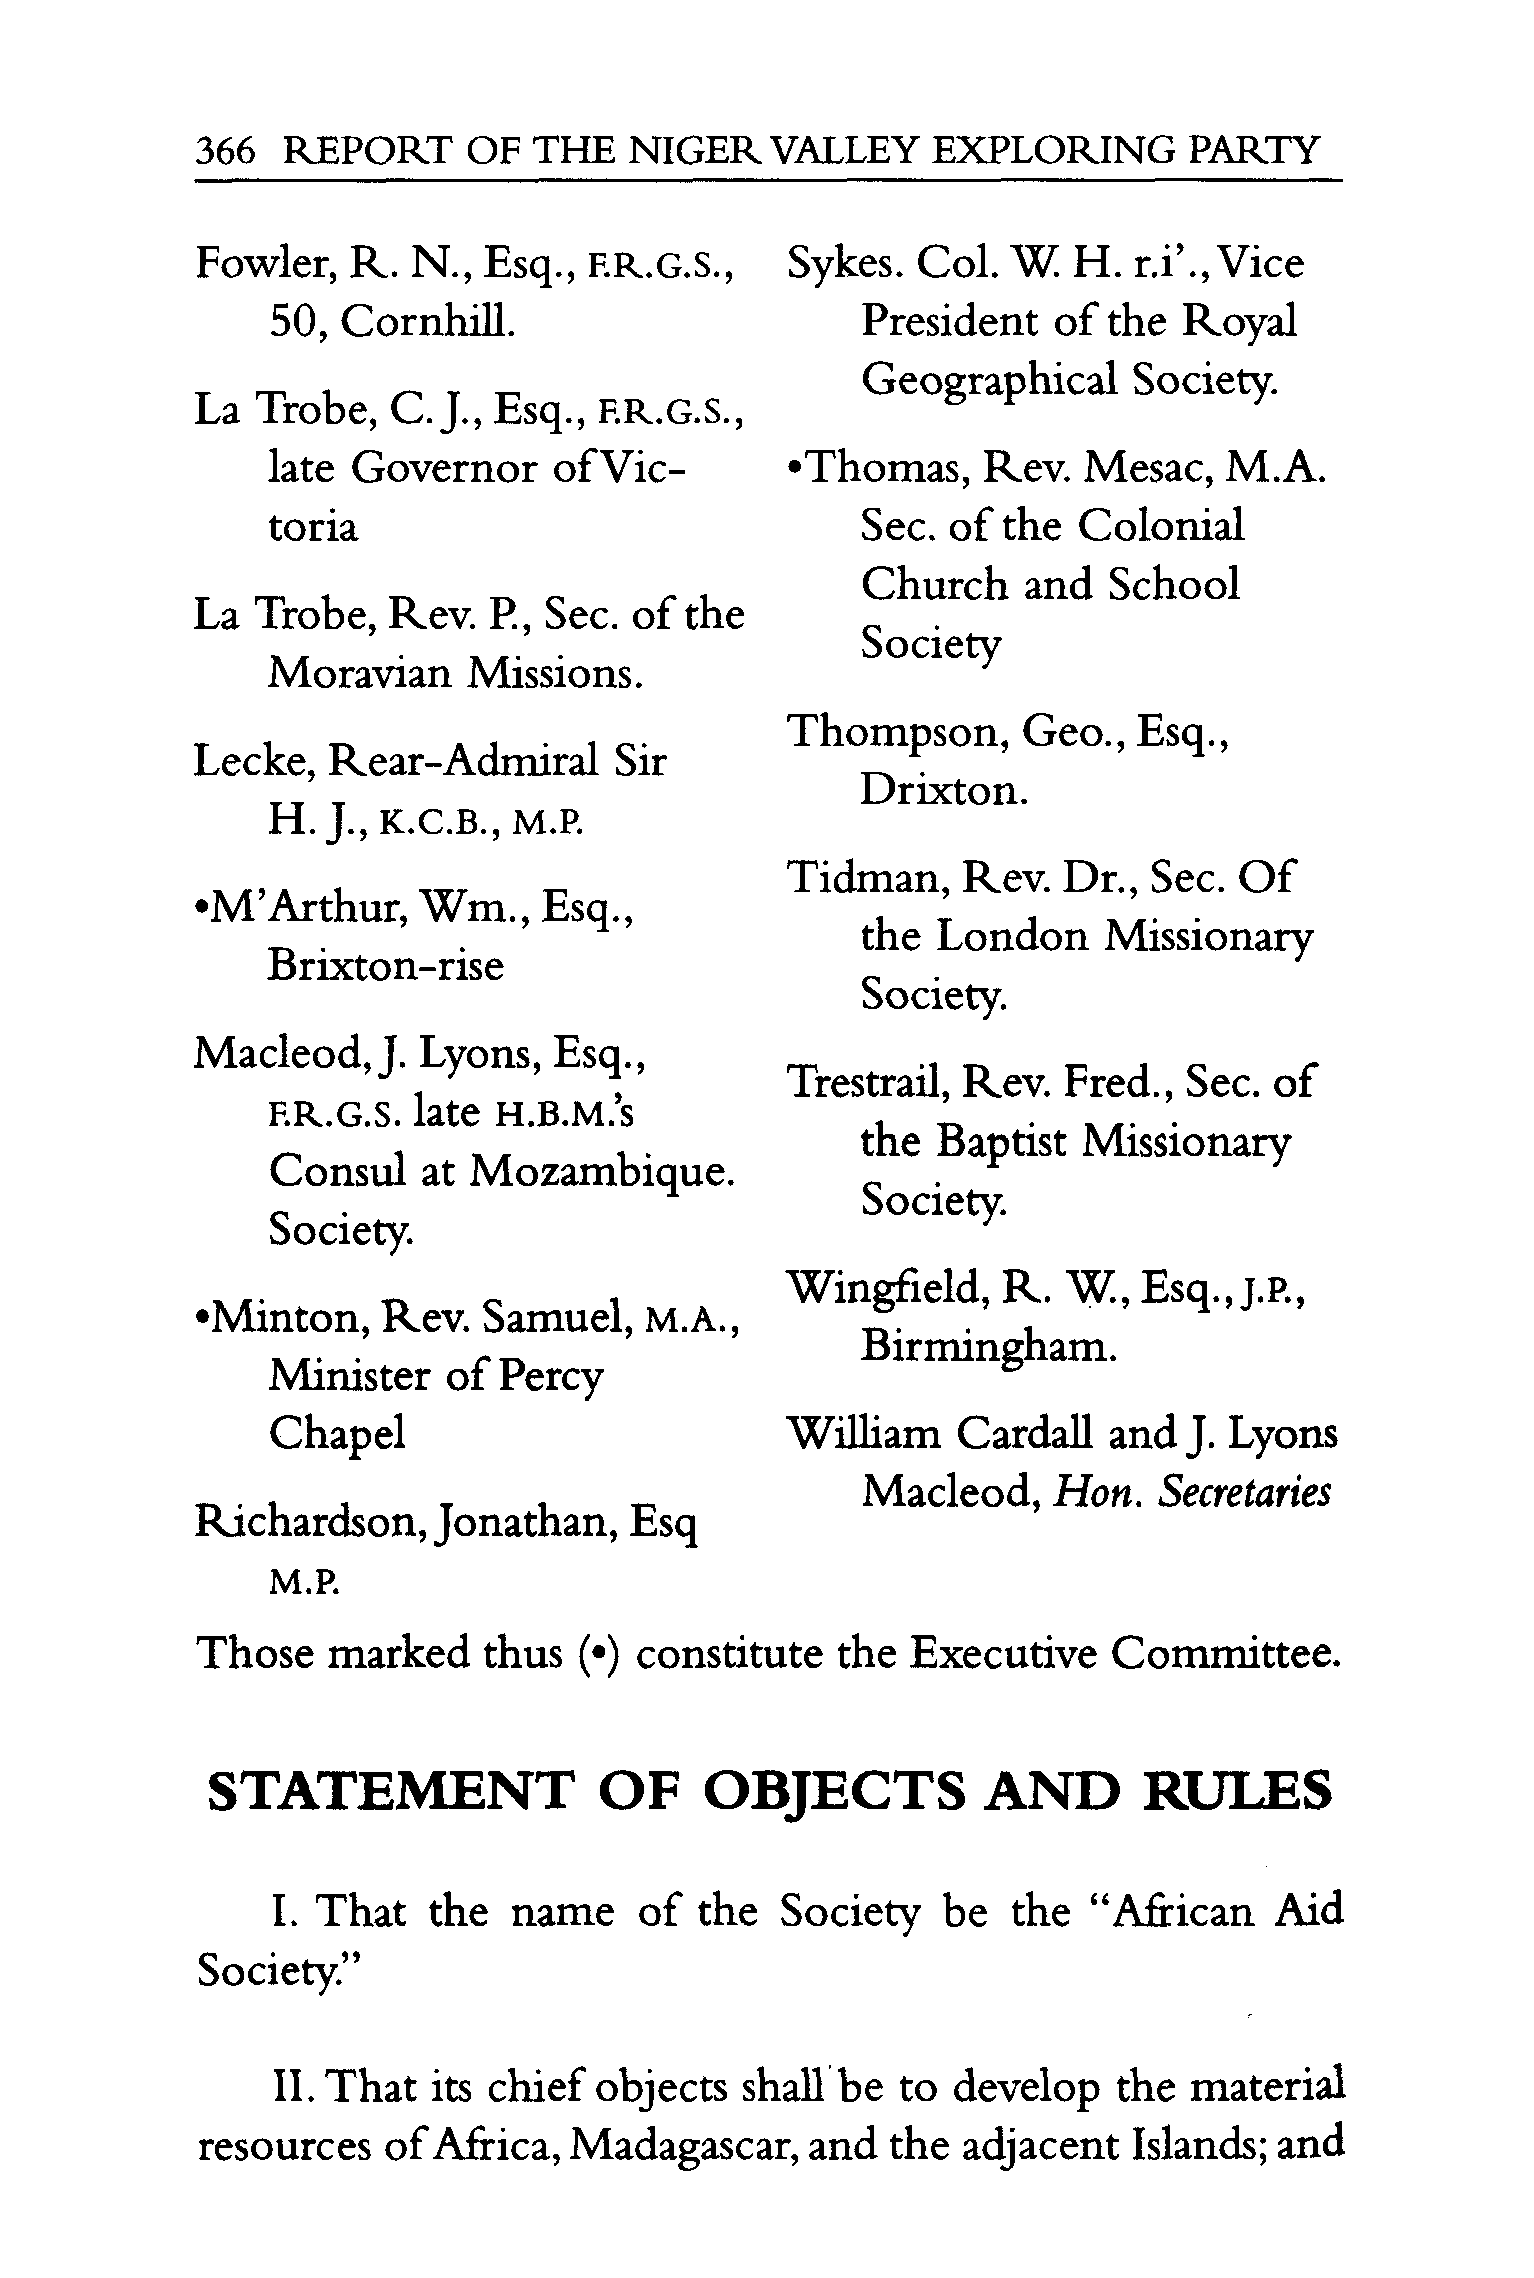 366 REPORT OF THE NIGER VALLEY EXPLORING PARTY
Fowler, R. N., Esq., F.R.G.S.,
50, Cornhill.
La Trobe, C. J., Esq., F.R.G.S.,
late Governor of Vic-
toria
La Trobe, Rev. P., Sec. of the
Moravian Missions.
Lecke, Rear-Admiral Sir
H. J., K.C.B., M.P.
•M’Arthur, Wm., Esq.,
Brixton-rise
Macleod, J. Lyons, Esq.,
F.R.G.S. late H.B.M.’s
Consul at Mozambique.
Society.
•Minton, Rev. Samuel, M.A.,
Minister of Percy
Chapel
Richardson, Jonathan, Esq
M.P.
Sykes. Col. W. H. r.i’., Vice
President of the Royal
Geographical Society.
•Thomas, Rev. Mesac, M.A.
Sec. of the Colonial
Church and School
Society
Thompson, Geo., Esq.,
Drixton.
Tidman, Rev. Dr., Sec. Of
the London Missionary
Society.
Trestrail, Rev. Fred., Sec. of
the Baptist Missionary
Society.
Wingfield, R. W., Esq., J.P.,
Birmingham.
William Cardall and J. Lyons
Macleod, Hon. Secretaries
Those marked thus (•) constitute the Executive Committee.
STATEMENT OF OBJECTS AND RULES
I. That the name of the Society be the “African Aid
Society.”
II. That its chief objects shall be to develop the material
resources of Africa, Madagascar, and the adjacent Islands; and